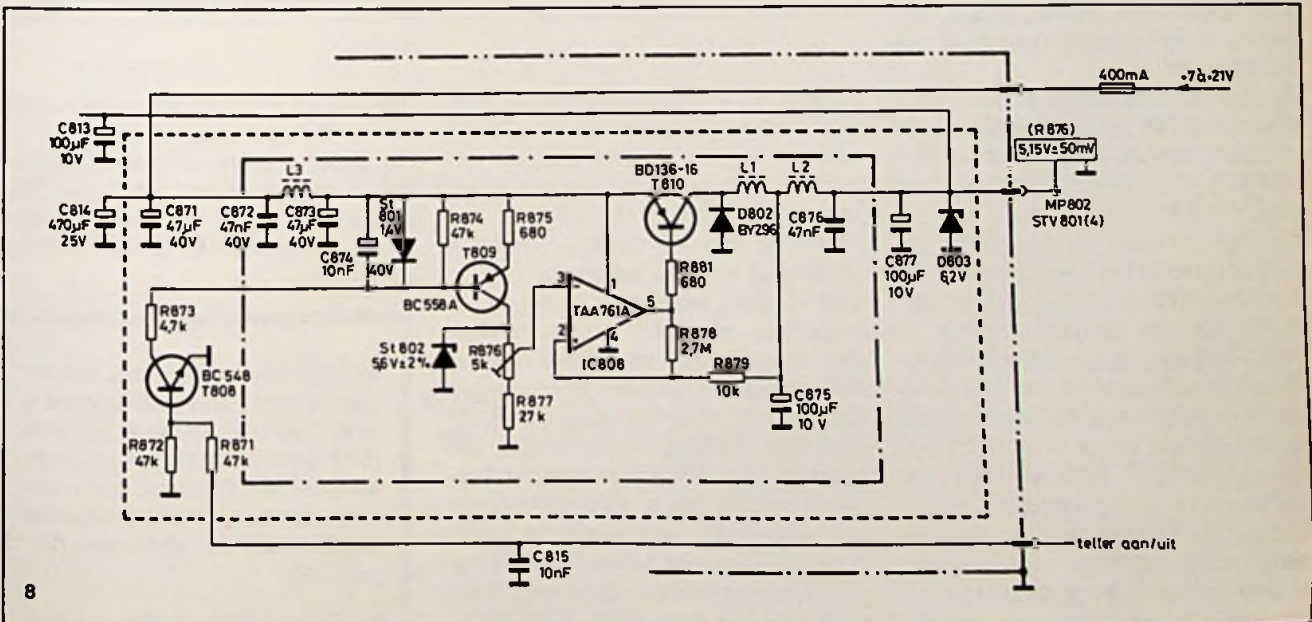 400mA
+7à+21V
C813
100µF
10V
(R876)
5,15V±50mV
MP802
STV801(4)
L3
BD136-16
T810
L1
L2
C814
470µF
25V
C871
47µF
40V
C872
47nF
40V
C873
47µF
40V
St
801
1,4V
C874
10nF
40V
R874
47k
R875
680
T809
BC558A
D802
BY296
C876
47nF
C877
100µF
10V
D803
6,2V
R881
680
R873
4,7k
3
1
TAA761A
5
2
4
IC808
R878
2,7M
St802
5,6V±2%
R876
5k
R879
10k
BC548
T808
R877
27k
C875
100µF
10V
R872
47k
R871
47k
C815
10nF
teller aan/uit
8